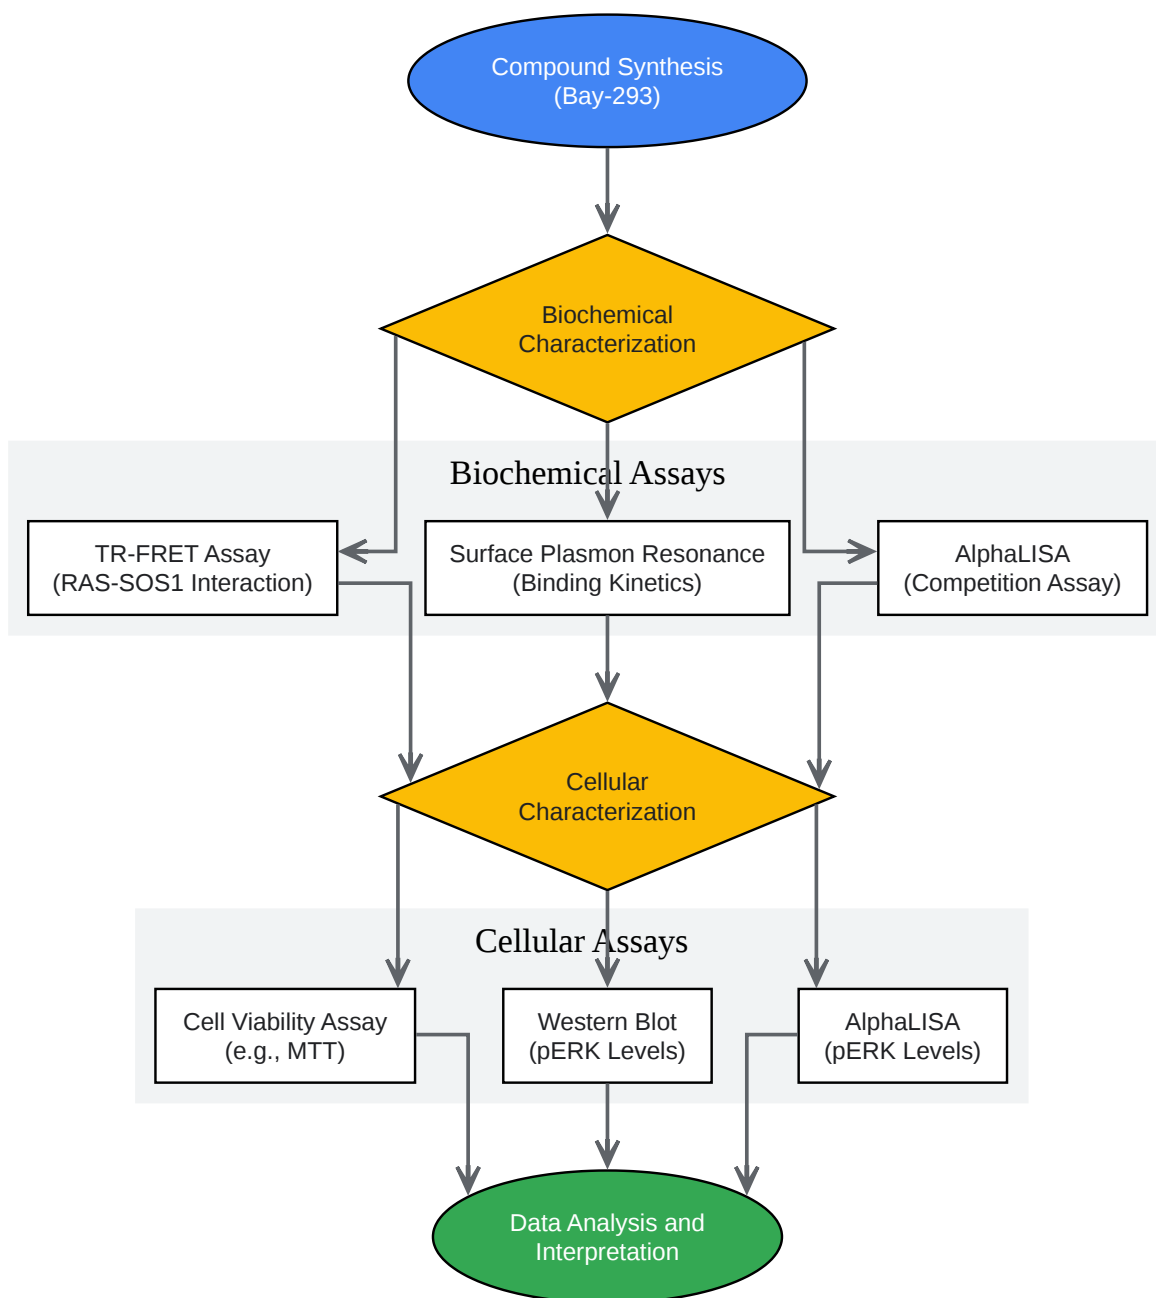 Compound Synthesis
(Bay-293)
Biochemical
Characterization
Biochemical Assays
TR-FRET Assay
(RAS-SOS1 Interaction)
Surface Plasmon Resonance
(Binding Kinetics)
AlphaLISA
(Competition Assay)
Cellular
Characterization
Cellular Assays
Cell Viability Assay
(e.g., MTT)
Western Blot
(pERK Levels)
AlphaLISA
(pERK Levels)
Data Analysis and
Interpretation